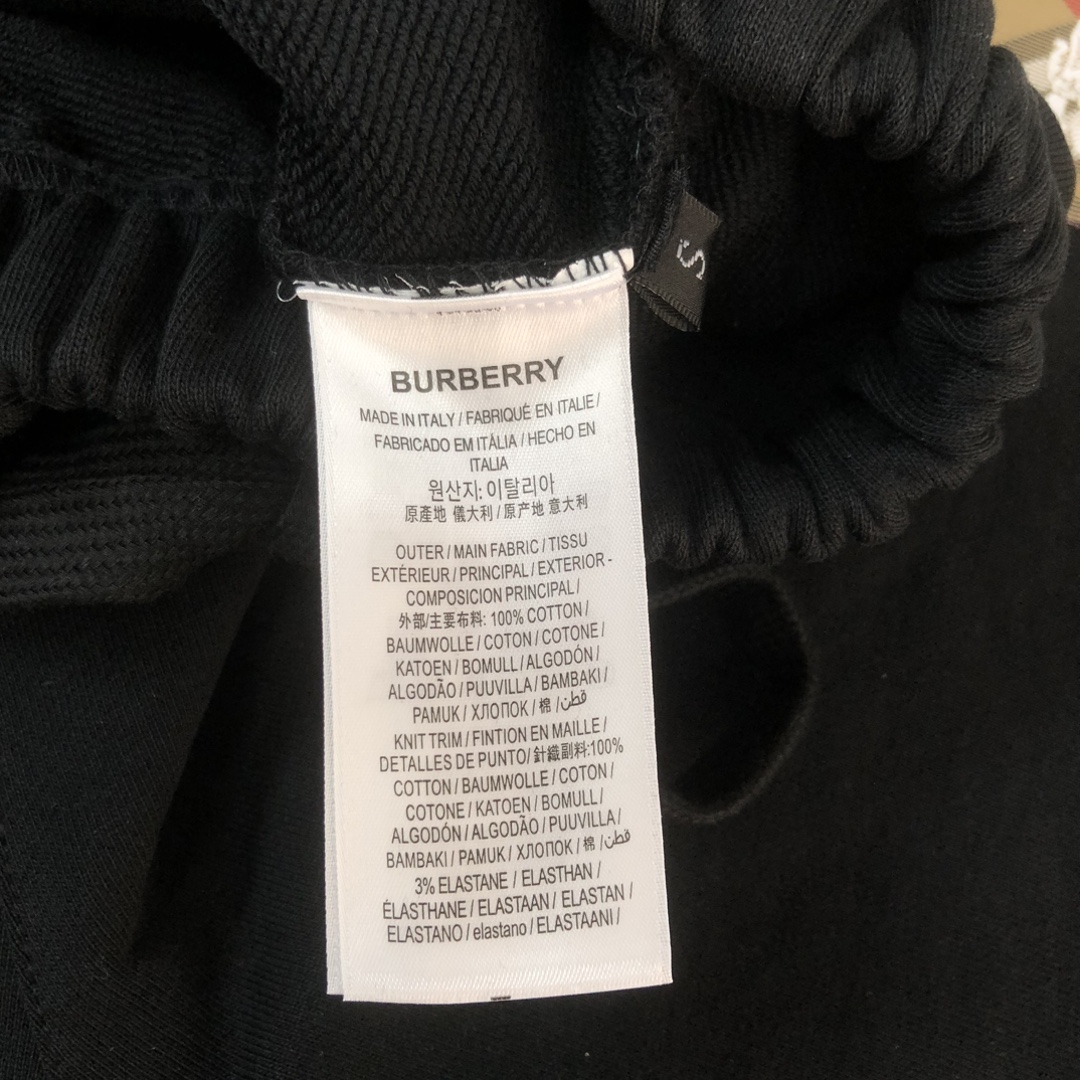 S
BURBERRY
MADE IN ITALY / FABRIQUÉ EN ITALIE /
FABRICADO EM ITÀLIA / HECHO EN
ITALIA
원산지: 이탈리아
原產地 儀大利 / 原产地 意大利
OUTER / MAIN FABRIC / TISSU
EXTÉRIEUR / PRINCIPAL / EXTERIOR -
COMPOSICION PRINCIPAL /
外部/主要布料: 100% COTTON /
BAUMWOLLE / COTON / COTONE /
KATOEN / BOMULL / ALGODÓN /
ALGODÃO / PUUVILLA / BAMBAKI /
PAMUK / ХЛОПОК / 棉 / قطن
KNIT TRIM / FINTION EN MAILLE /
DETALLES DE PUNTO/ 針織副料:100%
COTTON / BAUMWOLLE / COTON /
COTONE / KATOEN / BOMULL /
ALGODÓN / ALGODÃO / PUUVILLA /
BAMBAKI / PAMUK / ХЛОПОК / 棉 / قطن
3% ELASTANE / ELASTHAN /
ÉLASTHANE / ELASTAAN / ELASTAN /
ELASTANO / elastano / ELASTAANI /